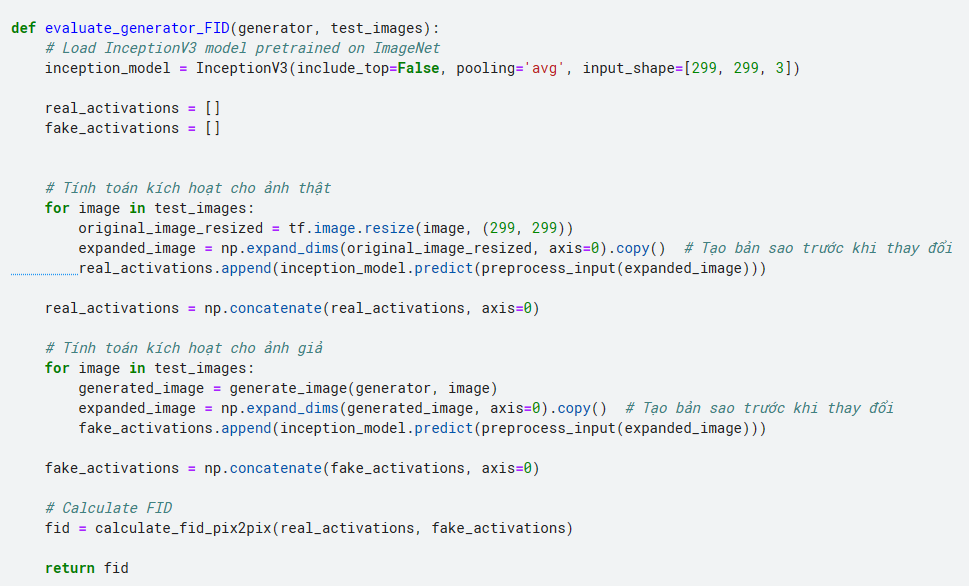 def evaluate_generator_FID(generator, test_images):
    # Load InceptionV3 model pretrained on ImageNet
    inception_model = InceptionV3(include_top=False, pooling='avg', input_shape=[299, 299, 3])
    real_activations = []
    fake_activations = []
    # Tính toán kích hoạt cho ảnh thật
    for image in test_images:
        original_image_resized = tf.image.resize(image, (299, 299))
        expanded_image = np.expand_dims(original_image_resized, axis=0).copy()  # Tạo bản sao trước khi thay đổi
        real_activations.append(inception_model.predict(preprocess_input(expanded_image)))
    real_activations = np.concatenate(real_activations, axis=0)
    # Tính toán kích hoạt cho ảnh giả
    for image in test_images:
        generated_image = generate_image(generator, image)
        expanded_image = np.expand_dims(generated_image, axis=0).copy()  # Tạo bản sao trước khi thay đổi
        fake_activations.append(inception_model.predict(preprocess_input(expanded_image)))
    fake_activations = np.concatenate(fake_activations, axis=0)
    # Calculate FID
    fid = calculate_fid_pix2pix(real_activations, fake_activations)
    return fid